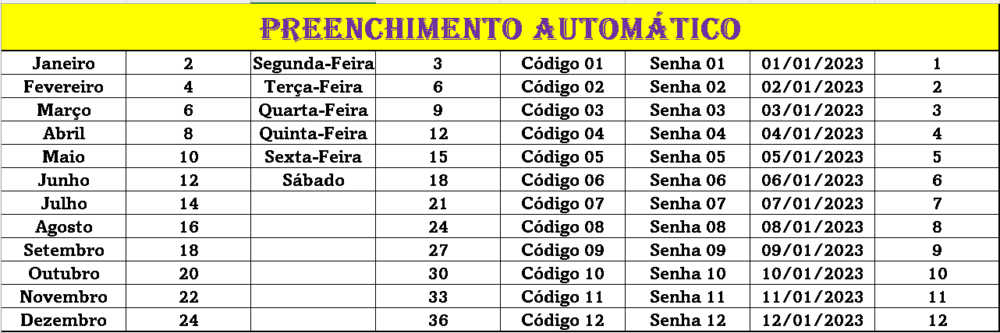 PREENCHIMENTO AUTOMÁTICO
Janeiro 2 Segunda-Feira 3 Código 01 Senha 01 01/01/2023 1
Fevereiro 4 Terça-Feira 6 Código 02 Senha 02 02/01/2023 2
Março 6 Quarta-Feira 9 Código 03 Senha 03 03/01/2023 3
Abril 8 Quinta-Feira 12 Código 04 Senha 04 04/01/2023 4
Maio 10 Sexta-Feira 15 Código 05 Senha 05 05/01/2023 5
Junho 12 Sábado 18 Código 06 Senha 06 06/01/2023 6
Julho 14 21 Código 07 Senha 07 07/01/2023 7
Agosto 16 24 Código 08 Senha 08 08/01/2023 8
Setembro 18 27 Código 09 Senha 09 09/01/2023 9
Outubro 20 30 Código 10 Senha 10 10/01/2023 10
Novembro 22 33 Código 11 Senha 11 11/01/2023 11
Dezembro 24 36 Código 12 Senha 12 12/01/2023 12